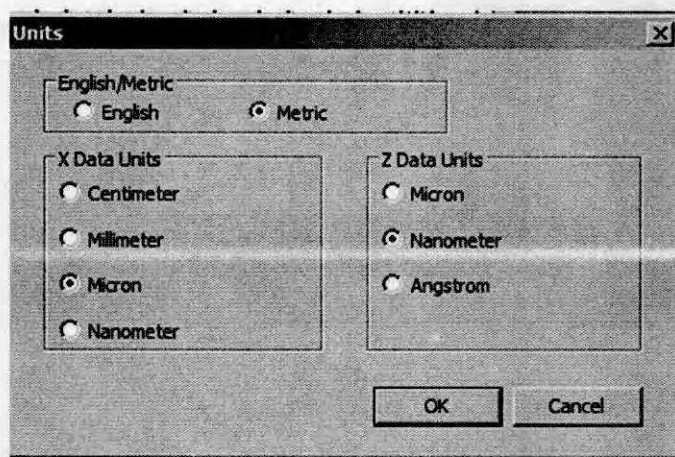 Units
English/Metric
English Metric
X Data Units
Centimeter
Millimeter
Micron
Nanometer
Z Data Units
Micron
Nanometer
Angstrom
OK Cancel